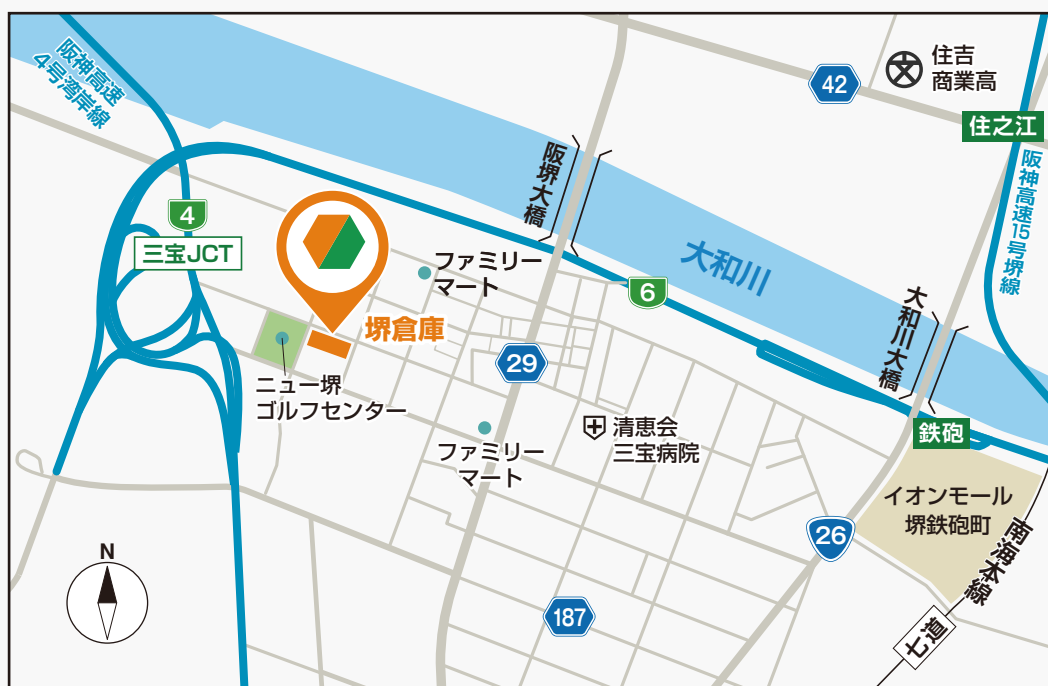 阪神高速
4号湾岸線
42
住吉
商業高
住之江
阪神高速15号堺線
阪堺大橋
4
三宝JCT
ファミリー
マート
大和川
6
堺倉庫
大和川大橋
29
ニュー堺
ゴルフセンター
清恵会
三宝病院
鉄砲
ファミリー
マート
イオンモール
堺鉄砲町
26
南海本線
N
187
七道